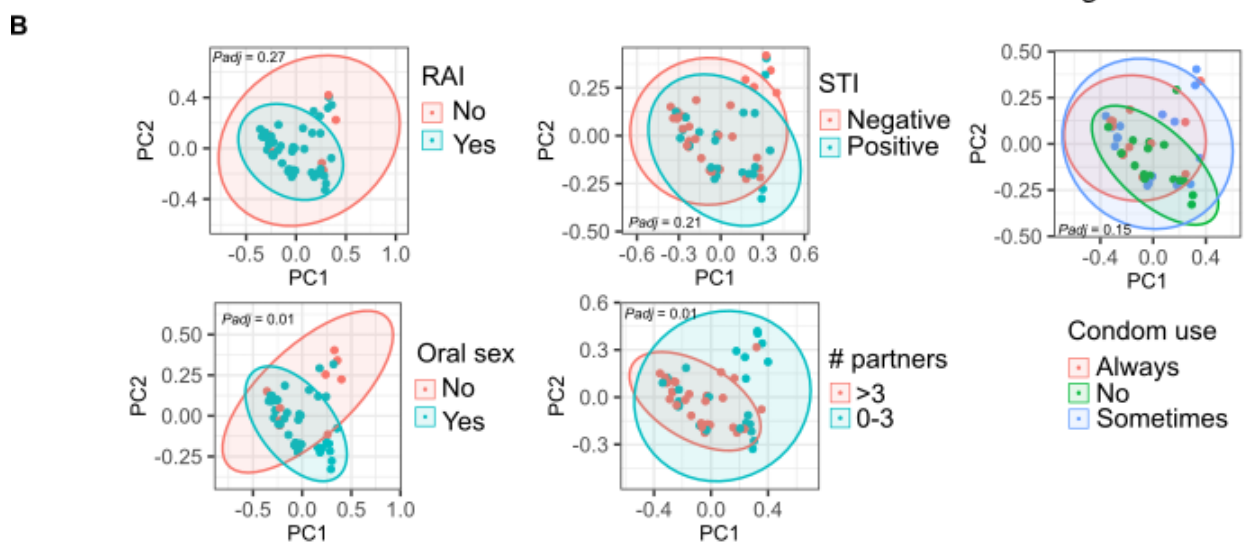 B
Padj = 0.27
0.4
0.0
-0.4
PC2
-0.5 0.0 0.5 1.0
PC1
RAI
No
Yes
Padj = 0.21
0.25
0.00
-0.25
-0.50
PC2
-0.6 -0.3 0.0 0.3 0.6
PC1
STI
Negative
Positive
Padj = 0.15
0.50
0.25
0.00
-0.25
-0.50
PC2
-0.4 0.0 0.4
PC1
Padj = 0.01
0.50
0.25
0.00
-0.25
PC2
-0.5 0.0 0.5 1.0
PC1
Oral sex
No
Yes
Padj = 0.01
0.6
0.3
0.0
-0.3
PC2
-0.4 0.0 0.4
PC1
# partners
>3
0-3
Condom use
Always
No
Sometimes